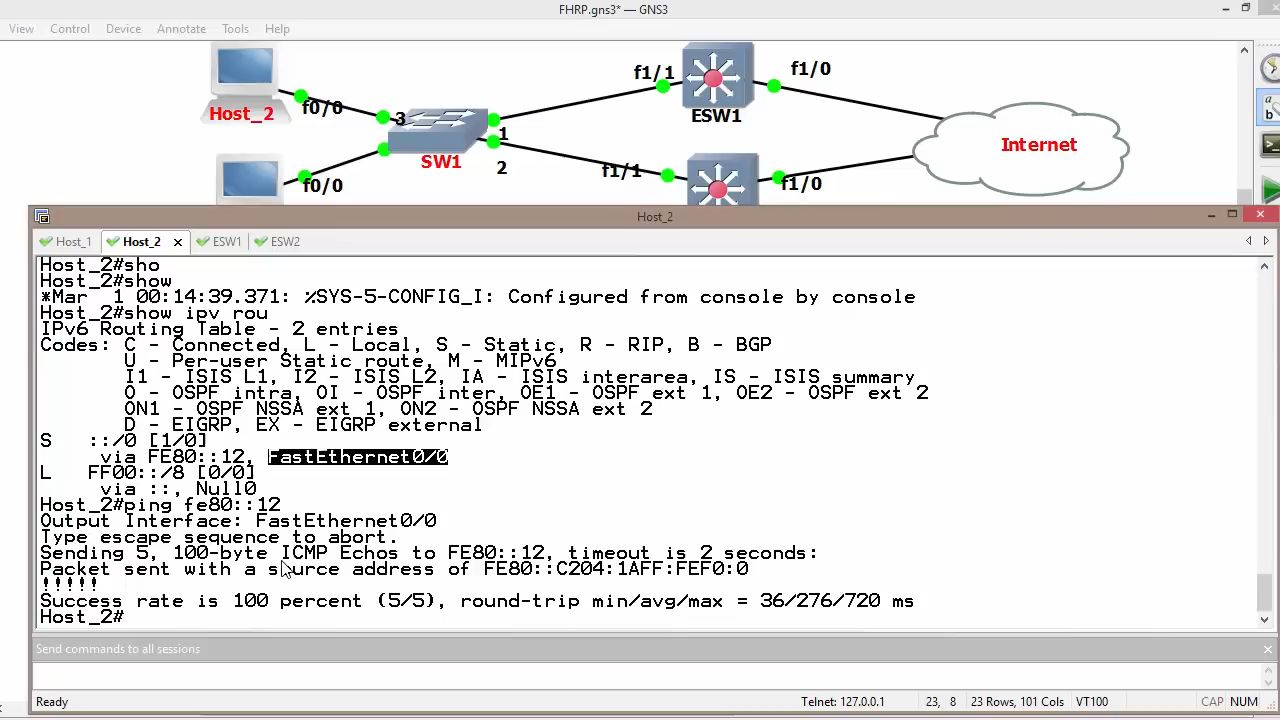 FHRP.gns3* — GNS3
View Control Device Annotate Tools Help
f1/1
f1/0
Host_2
f0/0
3
ESW1
1
SW1
2
Internet
f0/0
f1/1
f1/0
Host_2
Host_1 Host_2 ESW1 ESW2
Host_2#sho
Host_2#show
*Mar 1 00:14:39.371: %SYS-5-CONFIG_I: Configured from console by console
Host_2#show ipv rou
IPv6 Routing Table - 2 entries
Codes: C - Connected, L - Local, S - Static, R - RIP, B - BGP
U - Per-user Static route, M - MIPv6
I1 - ISIS L1, I2 - ISIS L2, IA - ISIS interarea, IS - ISIS summary
O - OSPF intra, OI - OSPF inter, OE1 - OSPF ext 1, OE2 - OSPF ext 2
ON1 - OSPF NSSA ext 1, ON2 - OSPF NSSA ext 2
D - EIGRP, EX - EIGRP external
S ::/0 [1/0]
via FE80::12, FastEthernet0/0
L FF00::/8 [0/0]
via ::, Null0
Host_2#ping fe80::12
Output Interface: FastEthernet0/0
Type escape sequence to abort.
Sending 5, 100-byte ICMP Echos to FE80::12, timeout is 2 seconds:
Packet sent with a source address of FE80::C204:1AFF:FEF0:0
!!!!!
Success rate is 100 percent (5/5), round-trip min/avg/max = 36/276/720 ms
Host_2#
Send commands to all sessions
Ready Telnet: 127.0.0.1 23, 8 23 Rows, 101 Cols VT100 CAP NUM